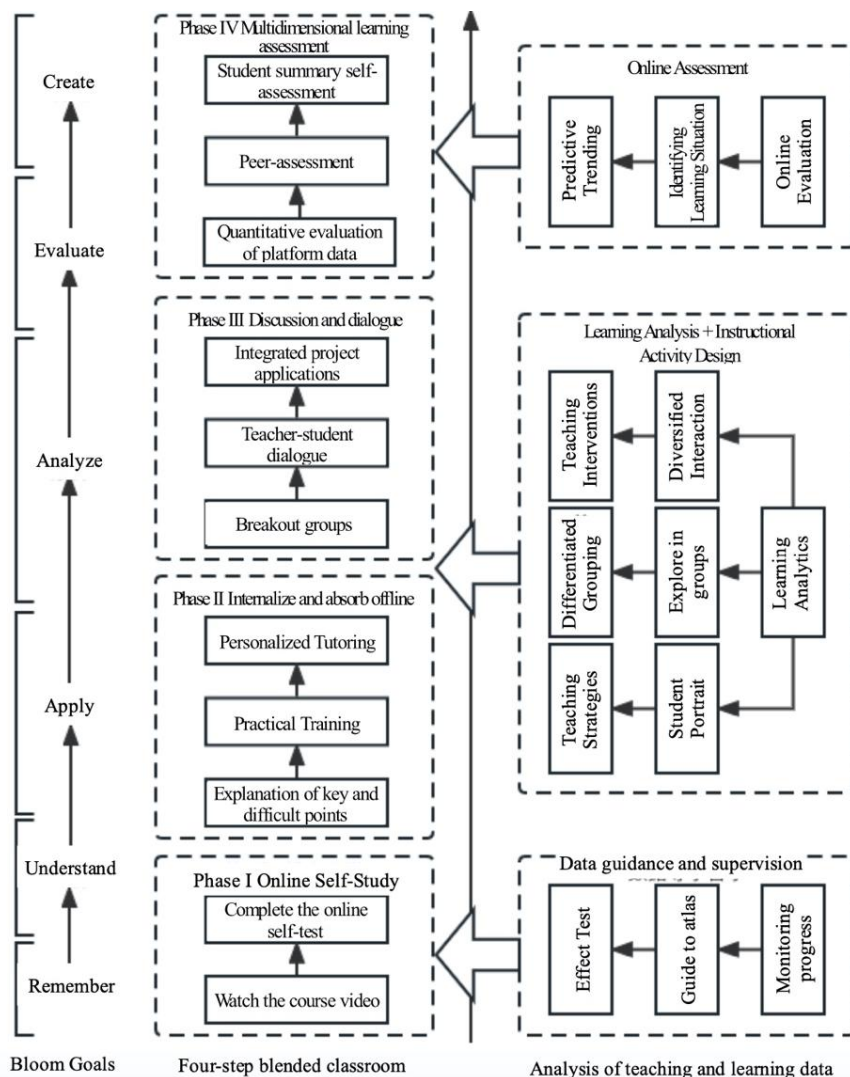 Create
Evaluate
Analyze
Apply
Understand
Remember
Bloom Goals
Phase IV Multidimensional learning
assessment
Student summary self-
assessment
Peer-assessment
Quantitative evaluation
of platform data
Phase III Discussion and dialogue
Integrated project
applications
Teacher-student
dialogue
Breakout groups
Phase II Internalize and absorb offline
Personalized Tutoring
Practical Training
Explanation of key and
difficult points
Phase I Online Self-Study
Complete the online
self-test
Watch the course video
Four-step blended classroom
Online Assessment
Predictive
Trending
Identifying
Learning Situation
Online
Evaluation
Learning Analysis + Instructional
Activity Design
Teaching
Interventions
Diversified
Interaction
Differentiated
Grouping
Explore in
groups
Learning
Analytics
Teaching
Strategies
Student
Portrait
Data guidance and supervision
Effect Test
Guide to atlas
Monitoring
progress
Analysis of teaching and learning data